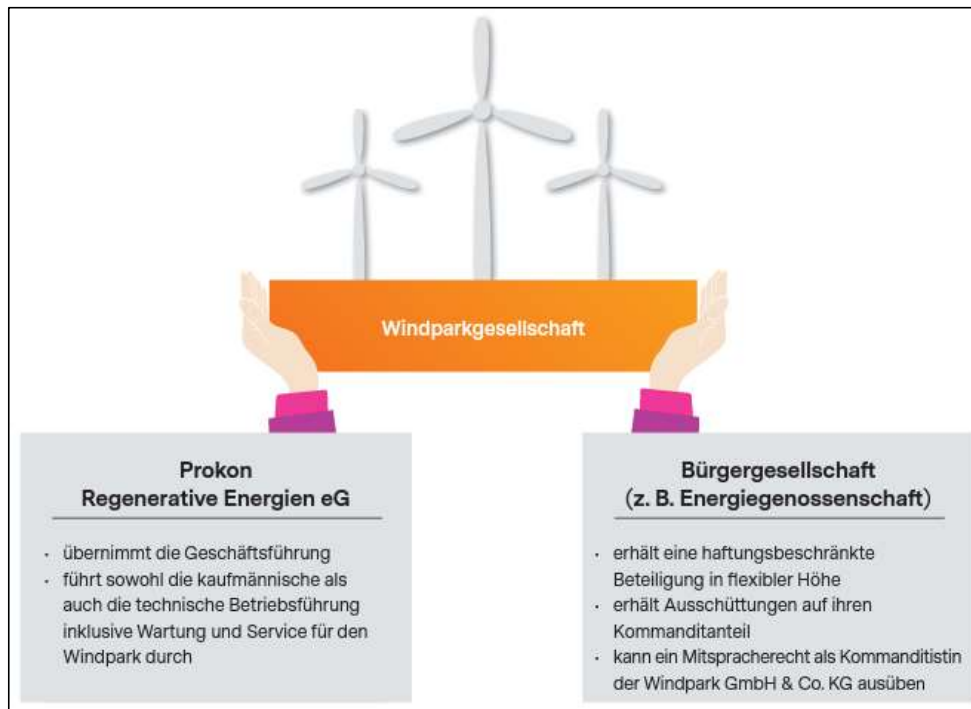 Windparkgesellschaft
Prokon
Regenerative Energien eG
· übernimmt die Geschäftsführung
· führt sowohl die kaufmännische als
auch die technische Betriebsführung
inklusive Wartung und Service für den
Windpark durch
Bürgergesellschaft
(z. B. Energiegenossenschaft)
· erhält eine haftungsbeschränkte
Beteiligung in flexibler Höhe
· erhält Ausschüttungen auf ihren
Kommanditanteil
· kann ein Mitspracherecht als Kommanditistin
der Windpark GmbH & Co. KG ausüben